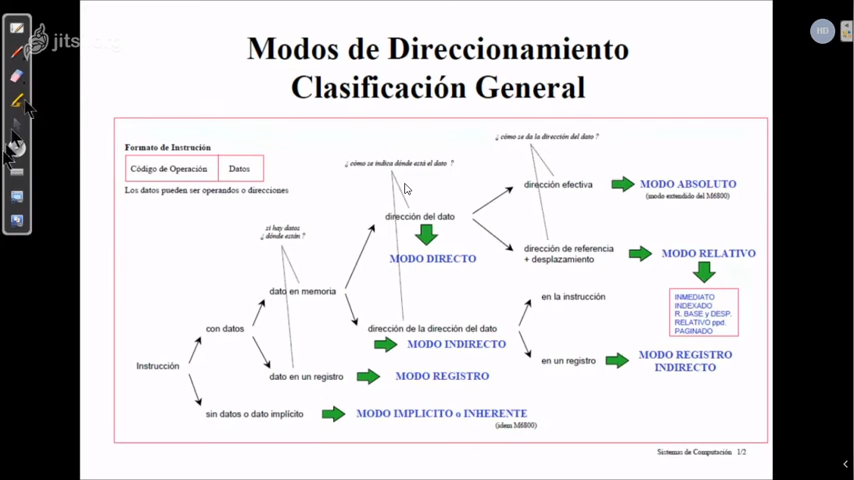 HD
Modos de Direccionamiento
Clasificación General
Formato de Instrución
Código de Operación
Datos
Los datos pueden ser operandos o direcciones
si hay datos
¿ dónde están ?
¿ cómo se indica dónde está el dato ?
¿ cómo se da la dirección del dato ?
dirección efectiva
MODO ABSOLUTO
(modo extendido del M6800)
dirección del dato
MODO DIRECTO
dirección de referencia
+ desplazamiento
MODO RELATIVO
INMEDIATO
INDEXADO
R. BASE y DESP.
RELATIVO ppd.
PAGINADO
dato en memoria
en la instrucción
con datos
dirección de la dirección del dato
MODO INDIRECTO
en un registro
MODO REGISTRO
INDIRECTO
Instrucción
dato en un registro
MODO REGISTRO
sin datos o dato implícito
MODO IMPLICITO o INHERENTE
(idem M6800)
Sistemas de Computación 1/2